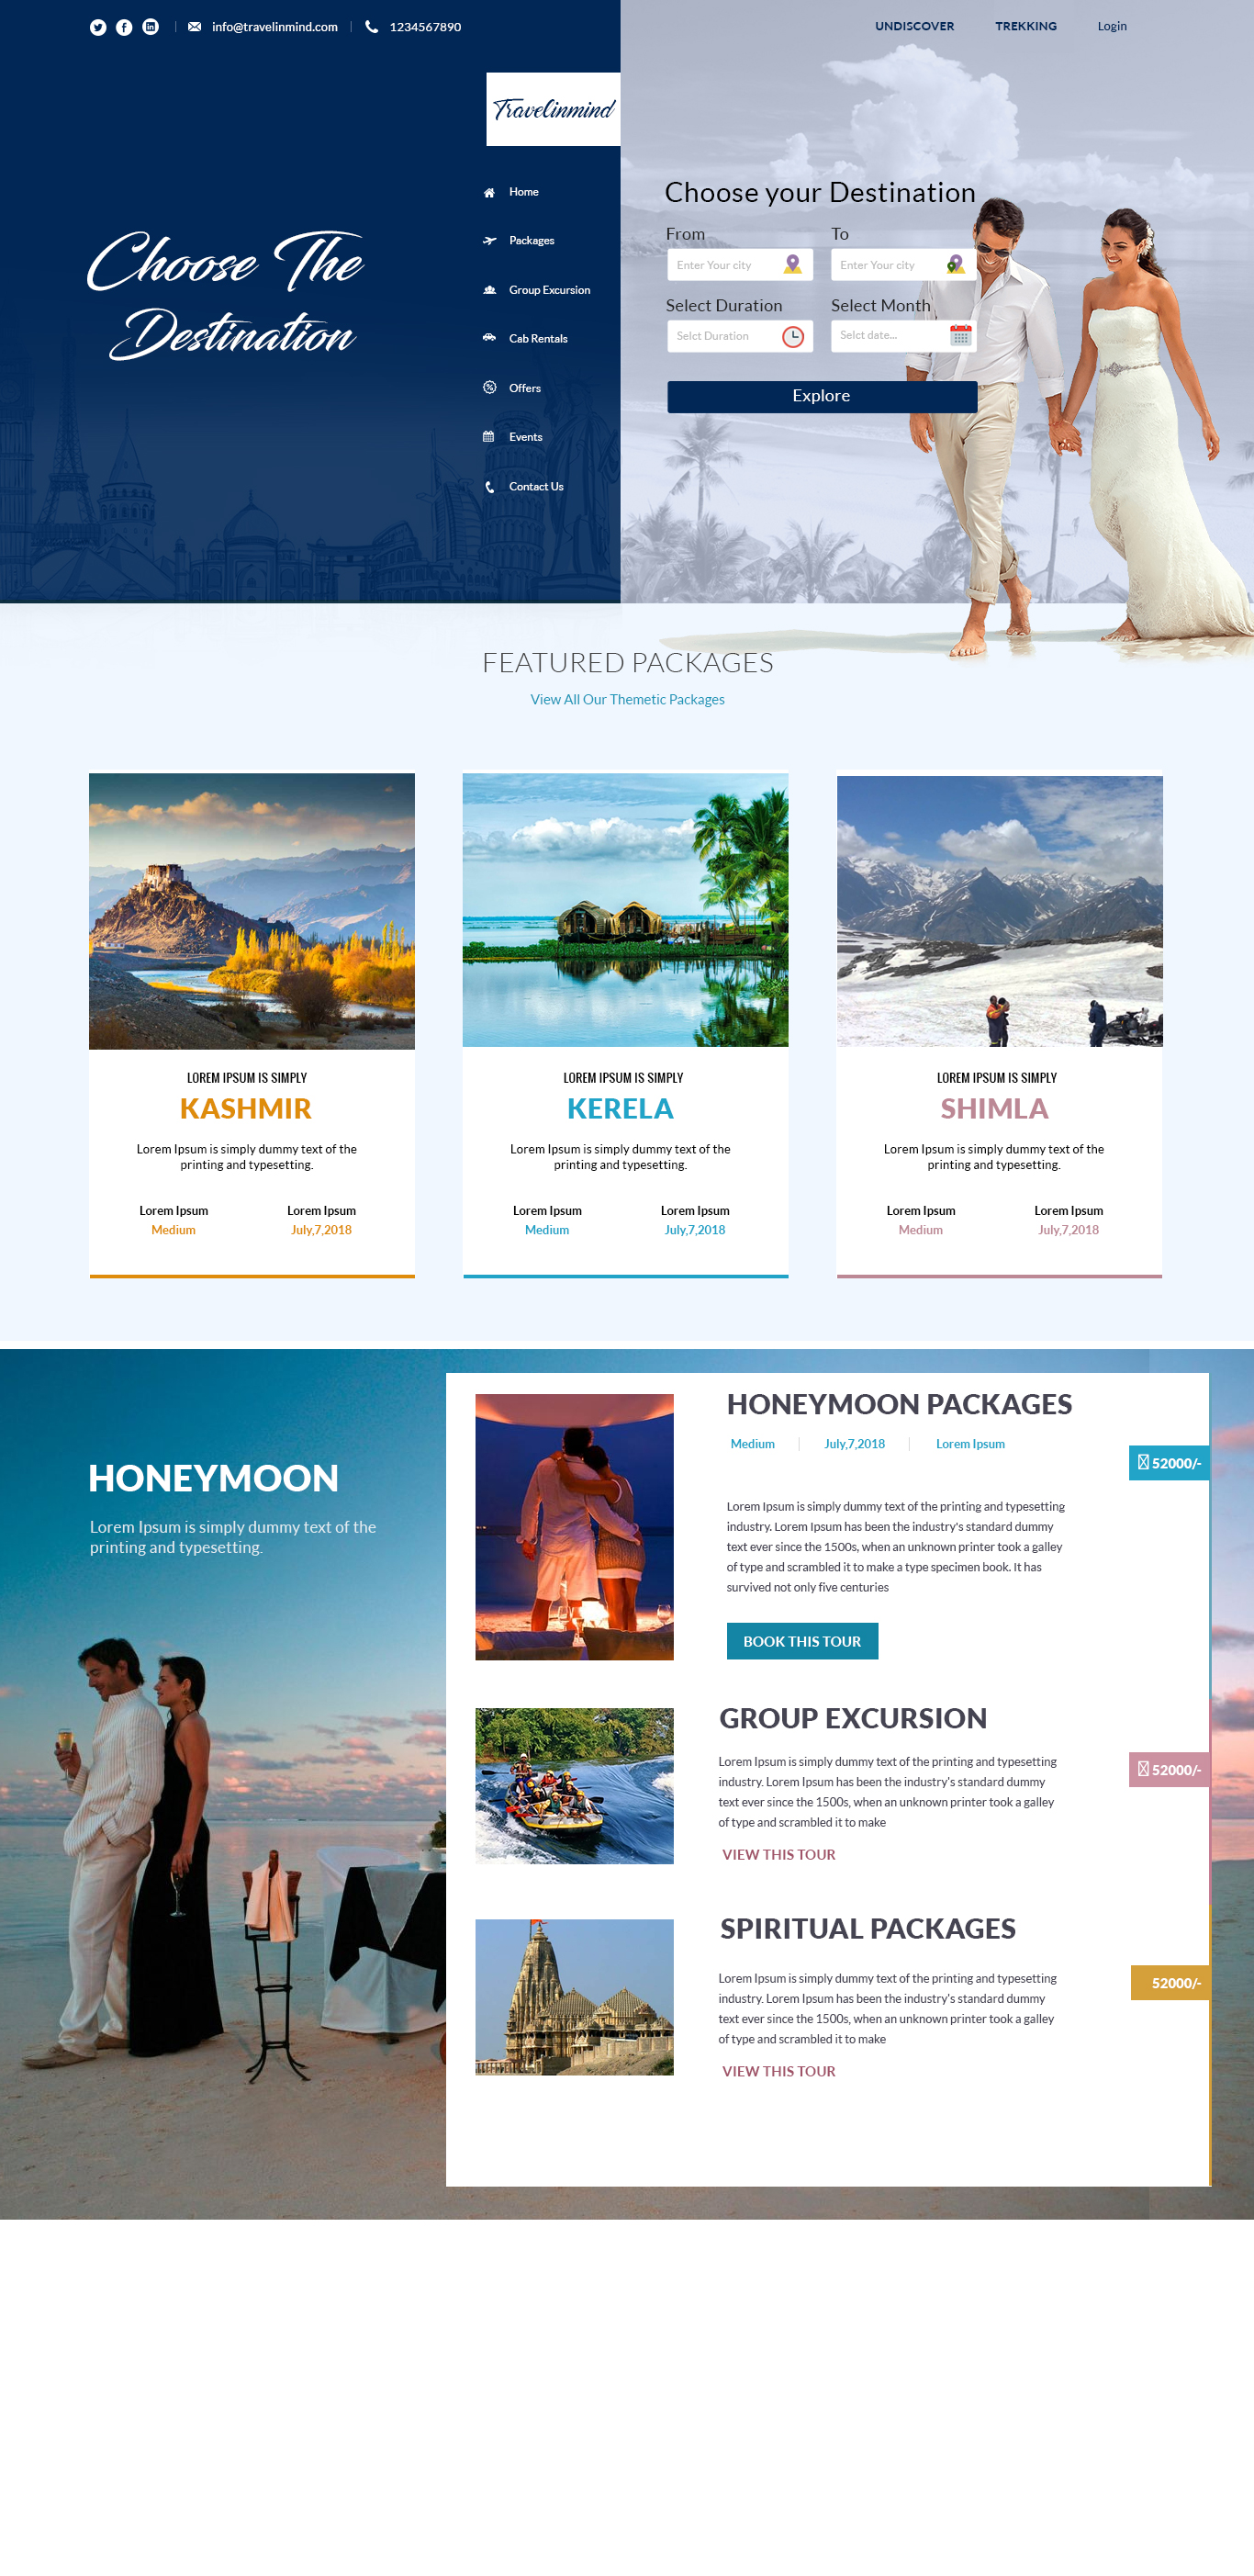 info@travelinmind.com
1234567890
UNDISCOVER
TREKKING
Login
Travelinmind
Home
Packages
Group Excursion
Cab Rentals
Offers
Events
Contact Us
Choose The
Destination
Choose your Destination
From
To
Enter Your city
Enter Your city
Select Duration
Select Month
Selct Duration
Selct date...
Explore
FEATURED PACKAGES
View All Our Themetic Packages
LOREM IPSUM IS SIMPLY
KASHMIR
Lorem Ipsum is simply dummy text of the
printing and typesetting.
Lorem Ipsum
Lorem Ipsum
Medium
July,7,2018
LOREM IPSUM IS SIMPLY
KERELA
Lorem Ipsum is simply dummy text of the
printing and typesetting.
Lorem Ipsum
Lorem Ipsum
Medium
July,7,2018
LOREM IPSUM IS SIMPLY
SHIMLA
Lorem Ipsum is simply dummy text of the
printing and typesetting.
Lorem Ipsum
Lorem Ipsum
Medium
July,7,2018
HONEYMOON
Lorem Ipsum is simply dummy text of the
printing and typesetting.
HONEYMOON PACKAGES
Medium
July,7,2018
Lorem Ipsum
52000/-
Lorem Ipsum is simply dummy text of the printing and typesetting
industry. Lorem Ipsum has been the industry's standard dummy
text ever since the 1500s, when an unknown printer took a galley
of type and scrambled it to make a type specimen book. It has
survived not only five centuries
BOOK THIS TOUR
GROUP EXCURSION
52000/-
Lorem Ipsum is simply dummy text of the printing and typesetting
industry. Lorem Ipsum has been the industry's standard dummy
text ever since the 1500s, when an unknown printer took a galley
of type and scrambled it to make
VIEW THIS TOUR
SPIRITUAL PACKAGES
52000/-
Lorem Ipsum is simply dummy text of the printing and typesetting
industry. Lorem Ipsum has been the industry's standard dummy
text ever since the 1500s, when an unknown printer took a galley
of type and scrambled it to make
VIEW THIS TOUR